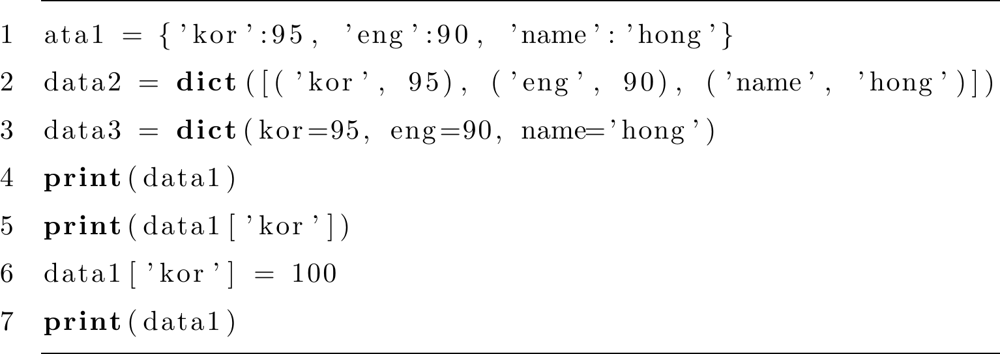 1 ata1 = {'kor':95, 'eng':90, 'name':'hong'}
2 data2 = dict([('kor', 95), ('eng', 90), ('name', 'hong')])
3 data3 = dict(kor=95, eng=90, name='hong')
4 print(data1)
5 print(data1['kor'])
6 data1['kor'] = 100
7 print(data1)